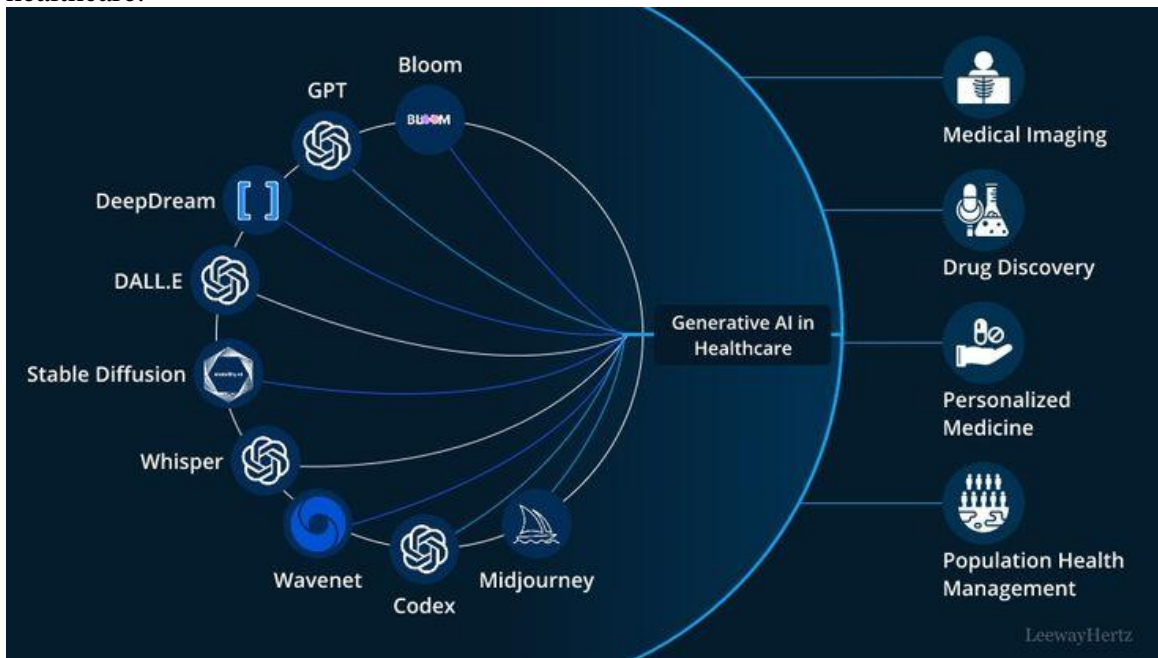 healthcare.
Bloom
GPT
BLOOM
DeepDream
DALL.E
Stable Diffusion
Whisper
Wavenet
Codex
Midjourney
Generative AI in
Healthcare
Medical Imaging
Drug Discovery
Personalized
Medicine
Population Health
Management
LeewayHertz